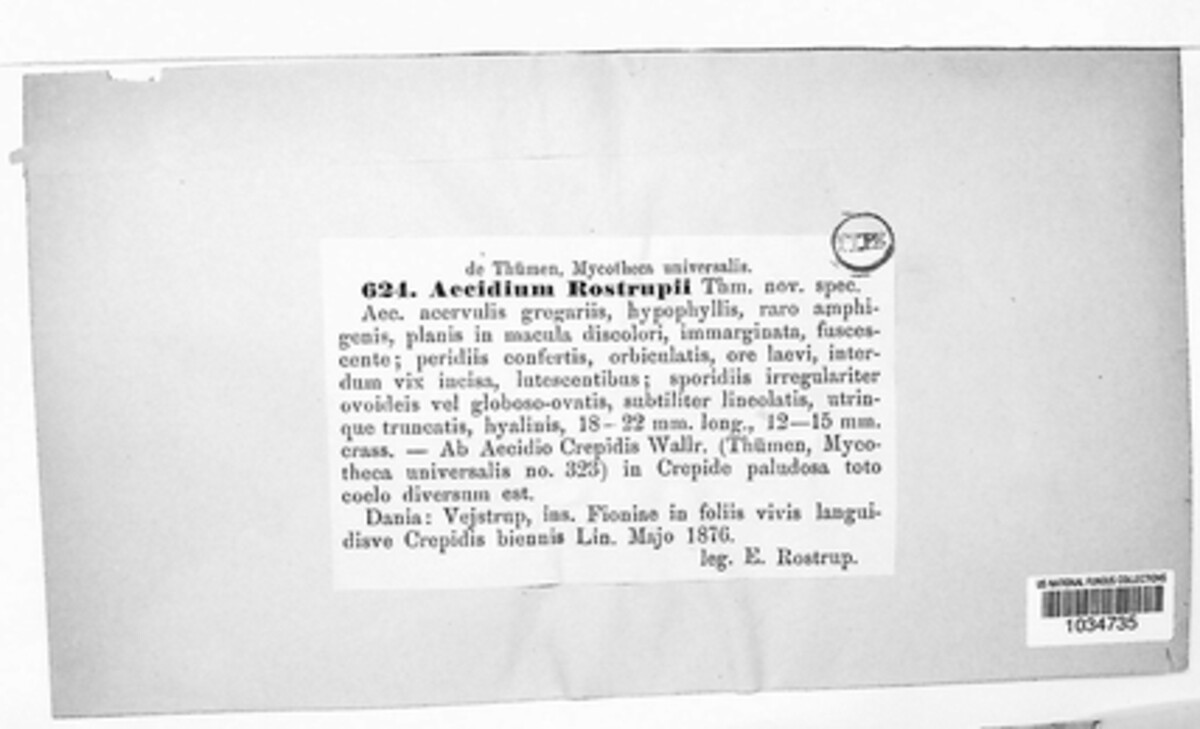 TYPE
de Thümen, Mycotheca universalis.
624. Aecidium Rostrupii Thm. nov. spec.
Aec. acervulis gregariis, hypophyllis, raro amphi-
genis, planis in macula discolori, immarginata, fusces-
cente; peridiis confertis, orbiculatis, ore laevi, inter-
dum vix incisa, lutescentibus; sporidiis irregulariter
ovoideis vel globoso-ovatis, subtiliter lineolatis, utrin-
que truncatis, hyalinis, 18–22 mm. long., 12—15 mm.
crass. — Ab Aecidio Crepidis Wallr. (Thümen, Myco-
theca universalis no. 323) in Crepide paludosa toto
coelo diversum est.
Dania: Vejstrup, ins. Fioniae in foliis vivis langui-
disve Crepidis biennis Lin. Majo 1876.
leg. E. Rostrup.
US NATIONAL FUNGUS COLLECTIONS
1034735